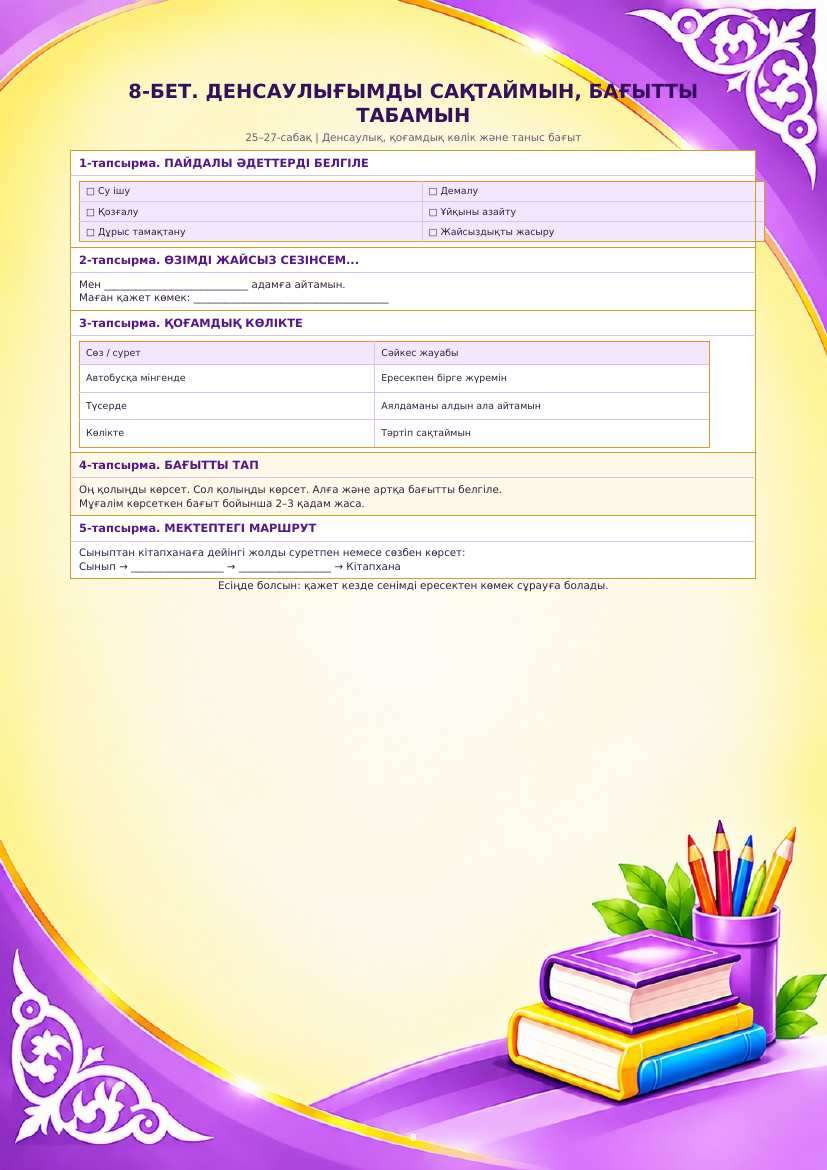 8-БЕТ. ДЕНСАУЛЫҒЫМДЫ САҚТАЙМЫН, БАҒЫТТЫ
ТАБАМЫН
25–27-сабақ | Денсаулық, қоғамдық көлік және таныс бағыт
1-тапсырма. ПАЙДАЛЫ ӘДЕТТЕРДІ БЕЛГІЛЕ
□ Су ішу □ Демалу
□ Қозғалу □ Ұйқыны азайту
□ Дұрыс тамақтану □ Жайсыздықты жасыру
2-тапсырма. ӨЗІМДІ ЖАЙСЫЗ СЕЗІНСЕМ...
Мен ____________________________ адамға айтамын.
Маған қажет көмек: ______________________________________
3-тапсырма. ҚОҒАМДЫҚ КӨЛІКТЕ
Сөз / сурет Сәйкес жауабы
Автобусқа мінгенде Ересекпен бірге жүремін
Түсерде Аялдаманы алдын ала айтамын
Көлікте Тәртіп сақтаймын
4-тапсырма. БАҒЫТТЫ ТАП
Оң қолыңды көрсет. Сол қолыңды көрсет. Алға және артқа бағытты белгіле.
Мұғалім көрсеткен бағыт бойынша 2–3 қадам жаса.
5-тапсырма. МЕКТЕПТЕГІ МАРШРУТ
Сыныптан кітапханаға дейінгі жолды суретпен немесе сөзбен көрсет:
Сынып → __________________ → __________________ → Кітапхана
Есіңде болсын: қажет кезде сенімді ересектен көмек сұрауға болады.
8